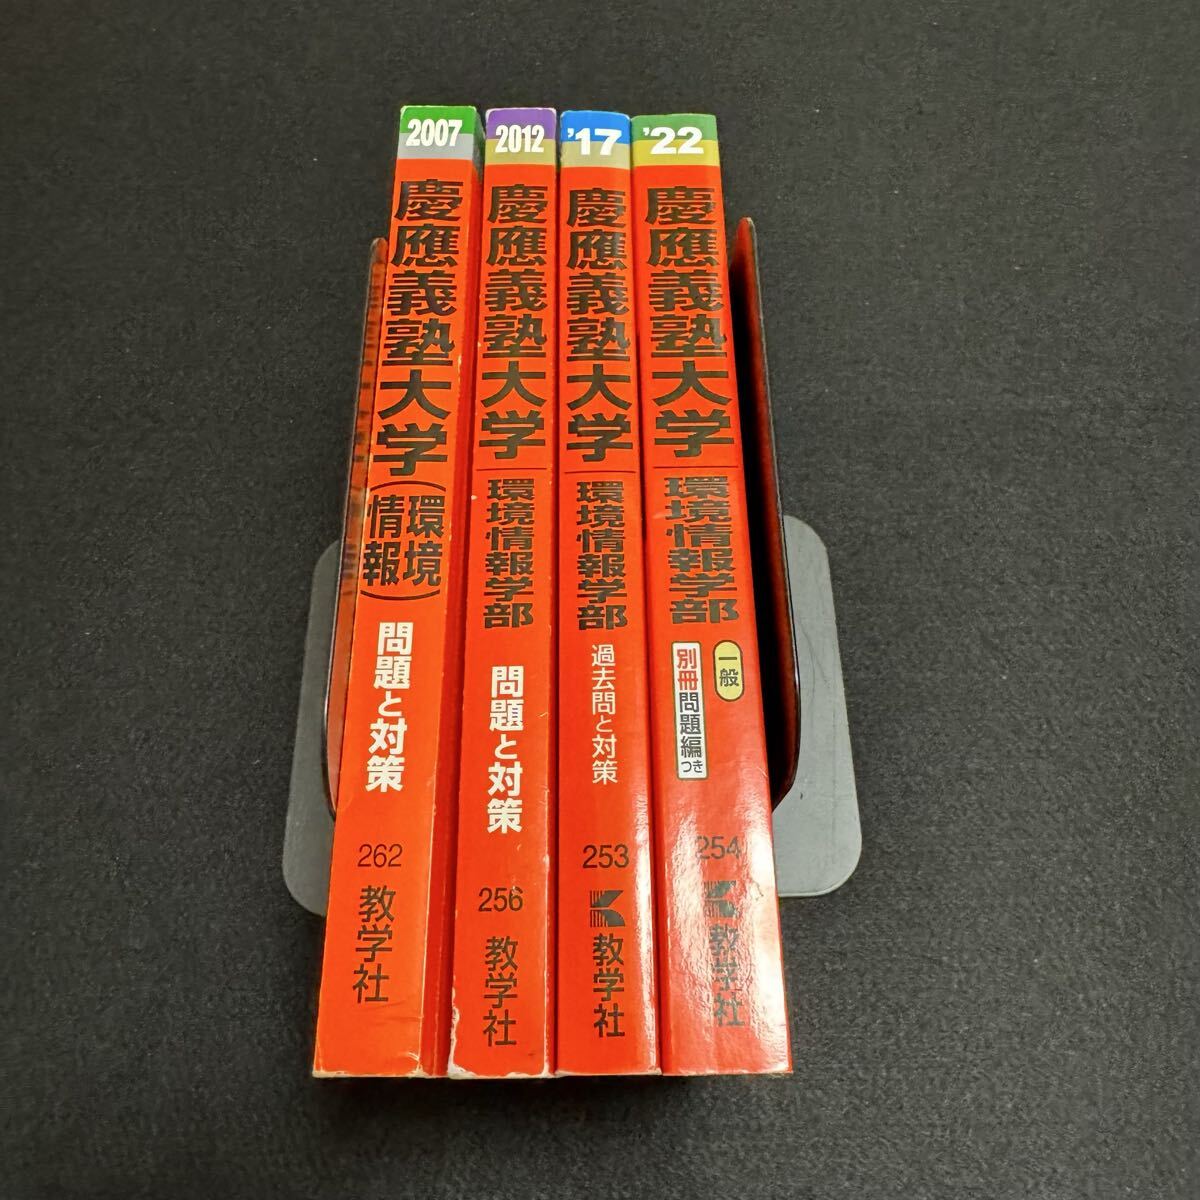 2007
慶應義塾大学
（環境
情報）
問題と対策
262
教学社
2012
慶應義塾大学
環境情報学部
問題と対策
256
教学社
'17
慶應義塾大学
環境情報学部
過去問と対策
253
教学社
'22
慶應義塾大学
環境情報学部
一般
別冊問題編つき
254
教学社